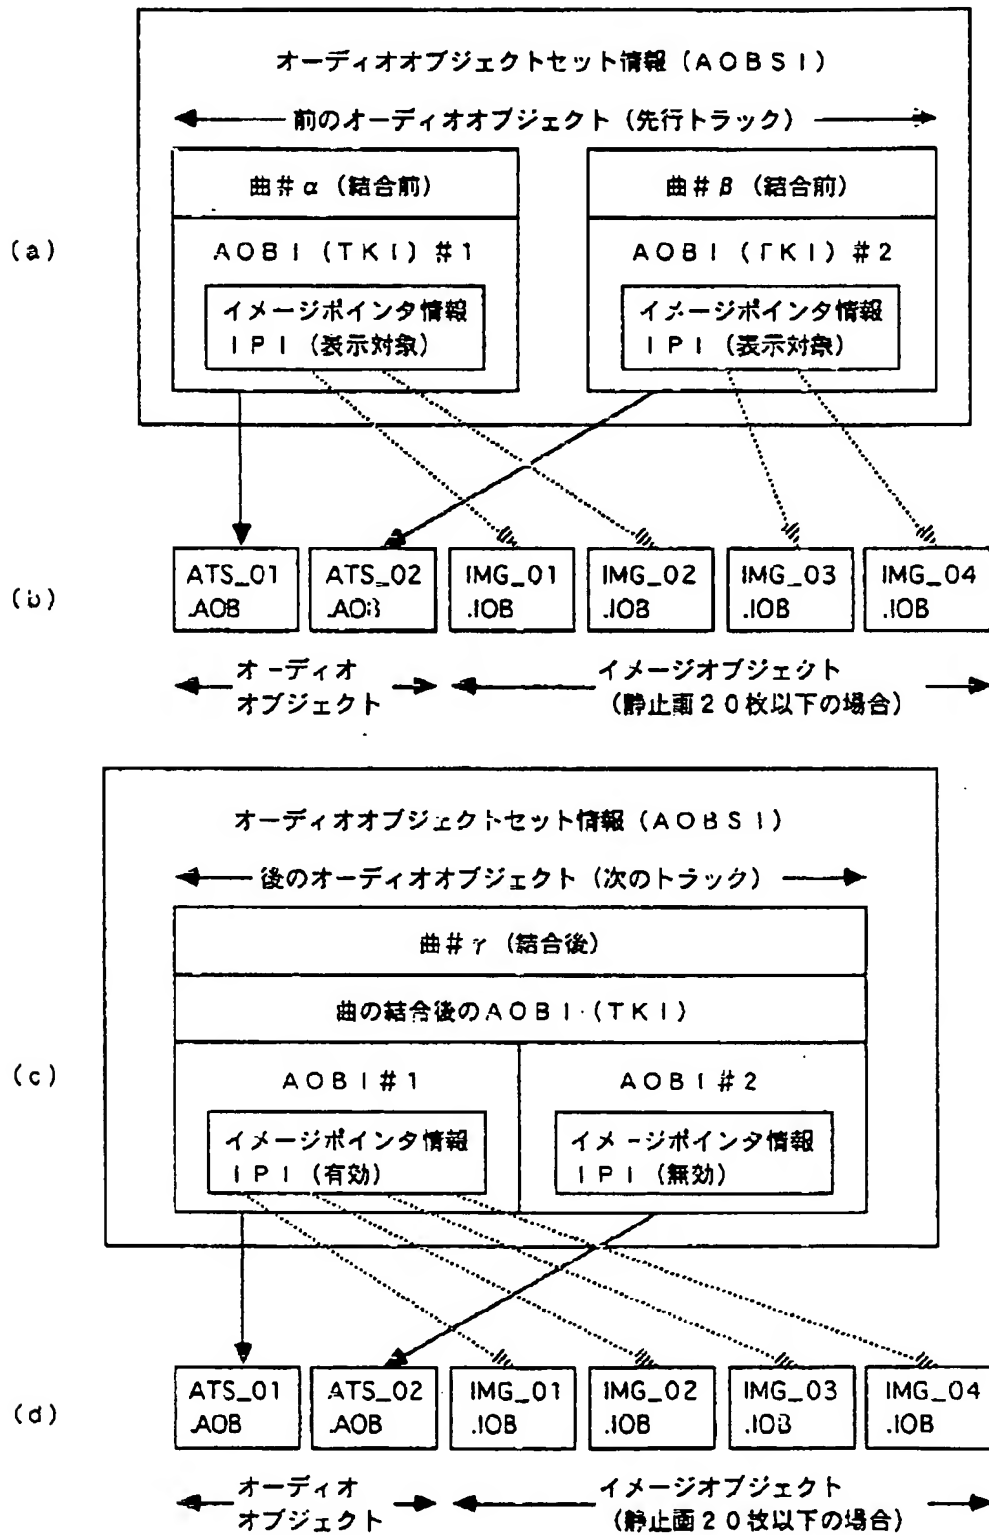 オーディオオブジェクトセット情報 (AOBSI)
前のオーディオオブジェクト (先行トラック)
曲#α (結合前)
曲#β (結合前)
(a)
AOBI (TKI) #1
AOBI (TKI) #2
イメージポインタ情報
IPI (表示対象)
イメージポインタ情報
IPI (表示対象)
(b)
ATS_01
.AOB
ATS_02
.AOB
IMG_01
.IOB
IMG_02
.IOB
IMG_03
.IOB
IMG_04
.IOB
オーディオ
オブジェクト
イメージオブジェクト
(静止画20枚以下の場合)
オーディオオブジェクトセット情報 (AOBSI)
後のオーディオオブジェクト (次のトラック)
曲#γ (結合後)
曲の結合後のAOBI (TKI)
(c)
AOBI#1
AOBI#2
イメージポインタ情報
IPI (有効)
イメージポインタ情報
IPI (無効)
(d)
ATS_01
.AOB
ATS_02
.AOB
IMG_01
.IOB
IMG_02
.IOB
IMG_03
.IOB
IMG_04
.IOB
オーディオ
オブジェクト
イメージオブジェクト
(静止画20枚以下の場合)